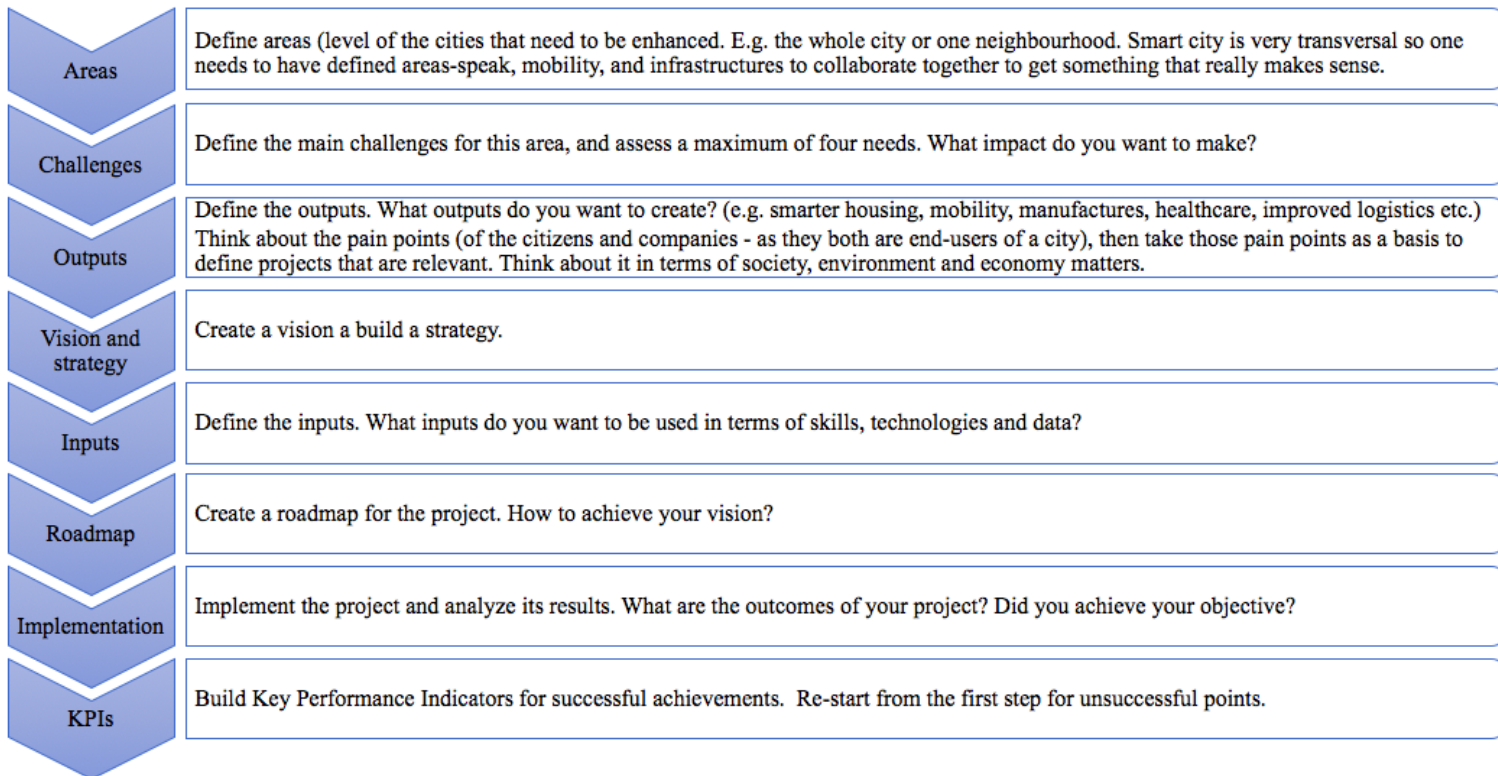 Areas
Define areas (level of the cities that need to be enhanced. E.g. the whole city or one neighbourhood. Smart city is very transversal so one
needs to have defined areas-speak, mobility, and infrastructures to collaborate together to get something that really makes sense.
Challenges
Define the main challenges for this area, and assess a maximum of four needs. What impact do you want to make?
Outputs
Define the outputs. What outputs do you want to create? (e.g. smarter housing, mobility, manufactures, healthcare, improved logistics etc.)
Think about the pain points (of the citizens and companies - as they both are end-users of a city), then take those pain points as a basis to
define projects that are relevant. Think about it in terms of society, environment and economy matters.
Vision and
strategy
Create a vision a build a strategy.
Inputs
Define the inputs. What inputs do you want to be used in terms of skills, technologies and data?
Roadmap
Create a roadmap for the project. How to achieve your vision?
Implementation
Implement the project and analyze its results. What are the outcomes of your project? Did you achieve your objective?
KPIs
Build Key Performance Indicators for successful achievements.  Re-start from the first step for unsuccessful points.